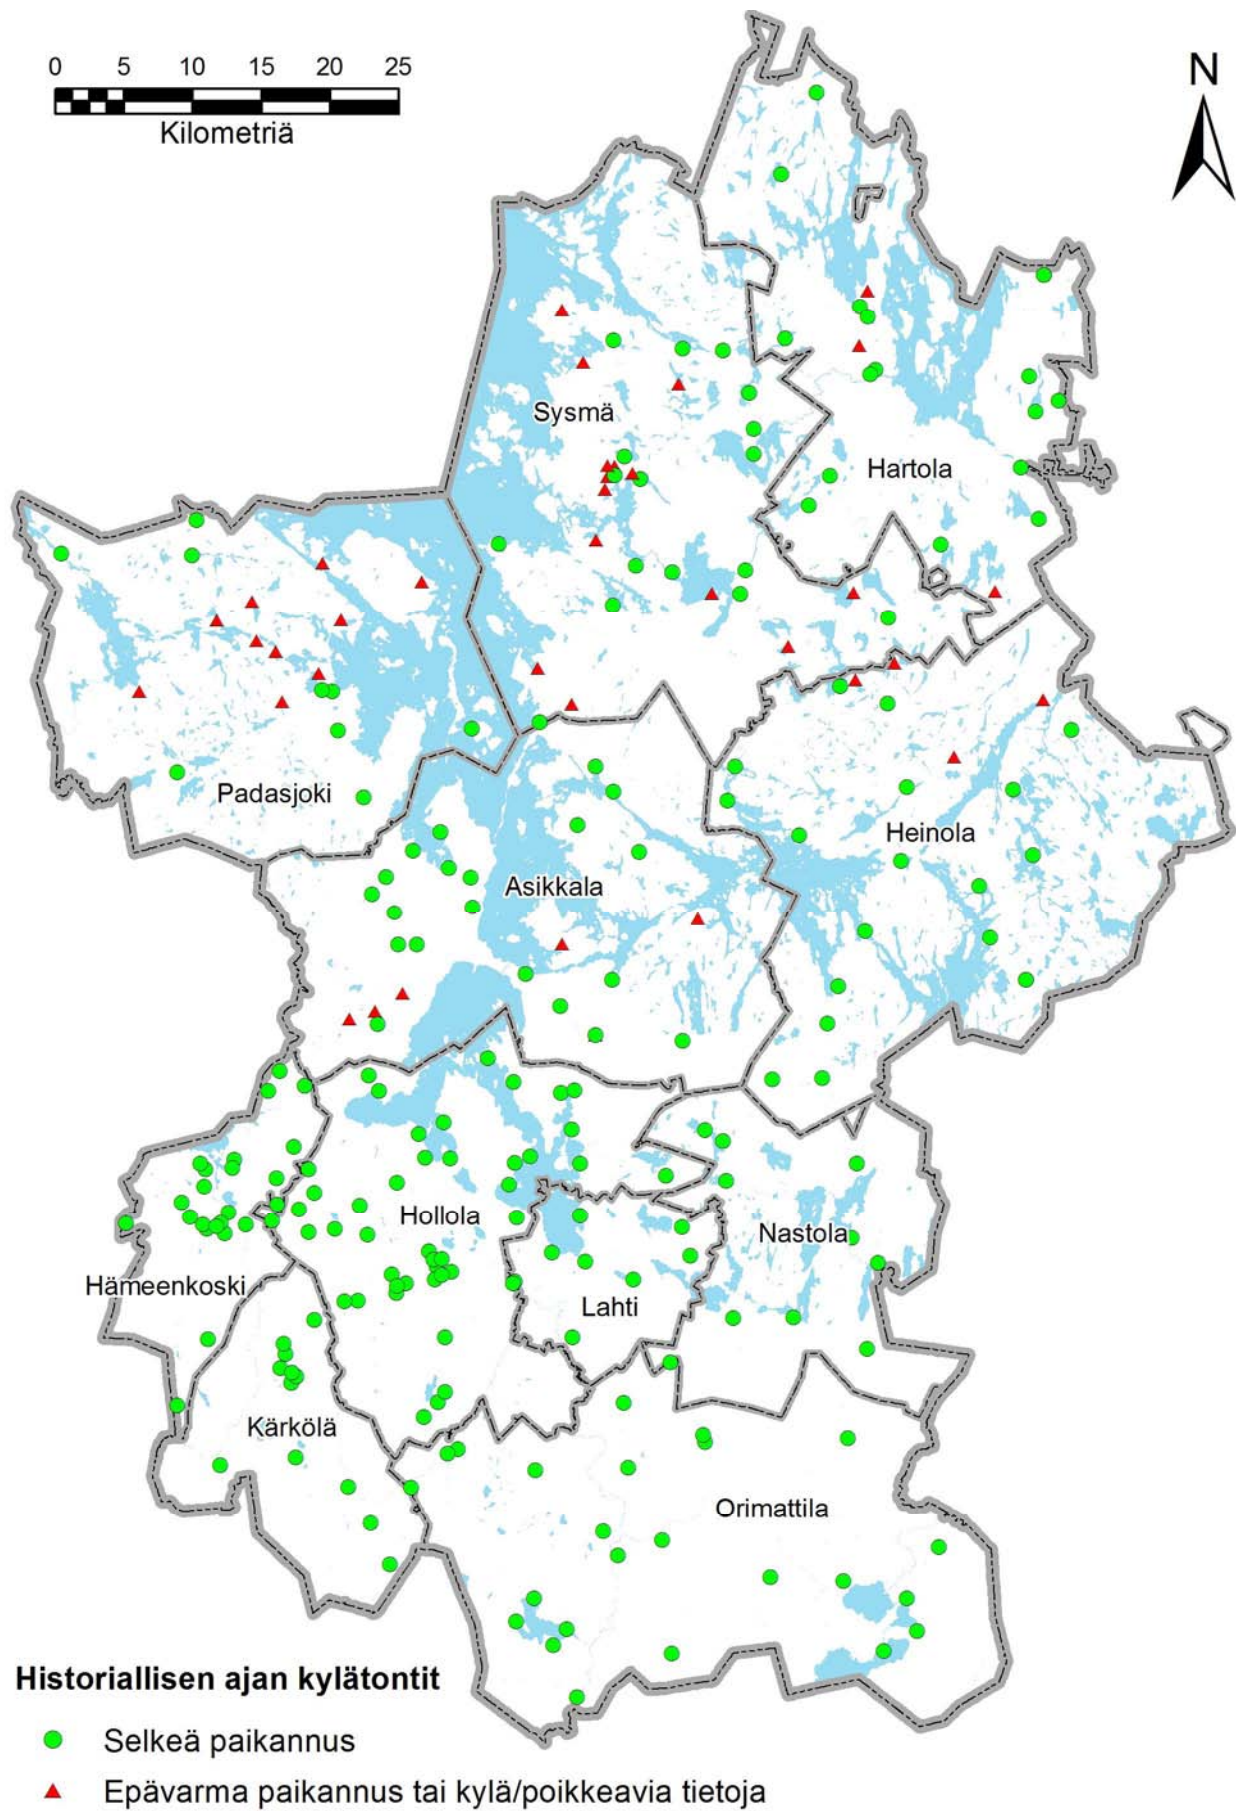 0 5 10 15 20 25
Kilometriä
N
Sysmä
Hartola
Padasjoki
Heinola
Asikkala
Hollola
Nastola
Hämeenkoski
Lahti
Kärkölä
Orimattila
Historiallisen ajan kylätontit
Selkeä paikannus
Epävarma paikannus tai kylä/poikkeavia tietoja